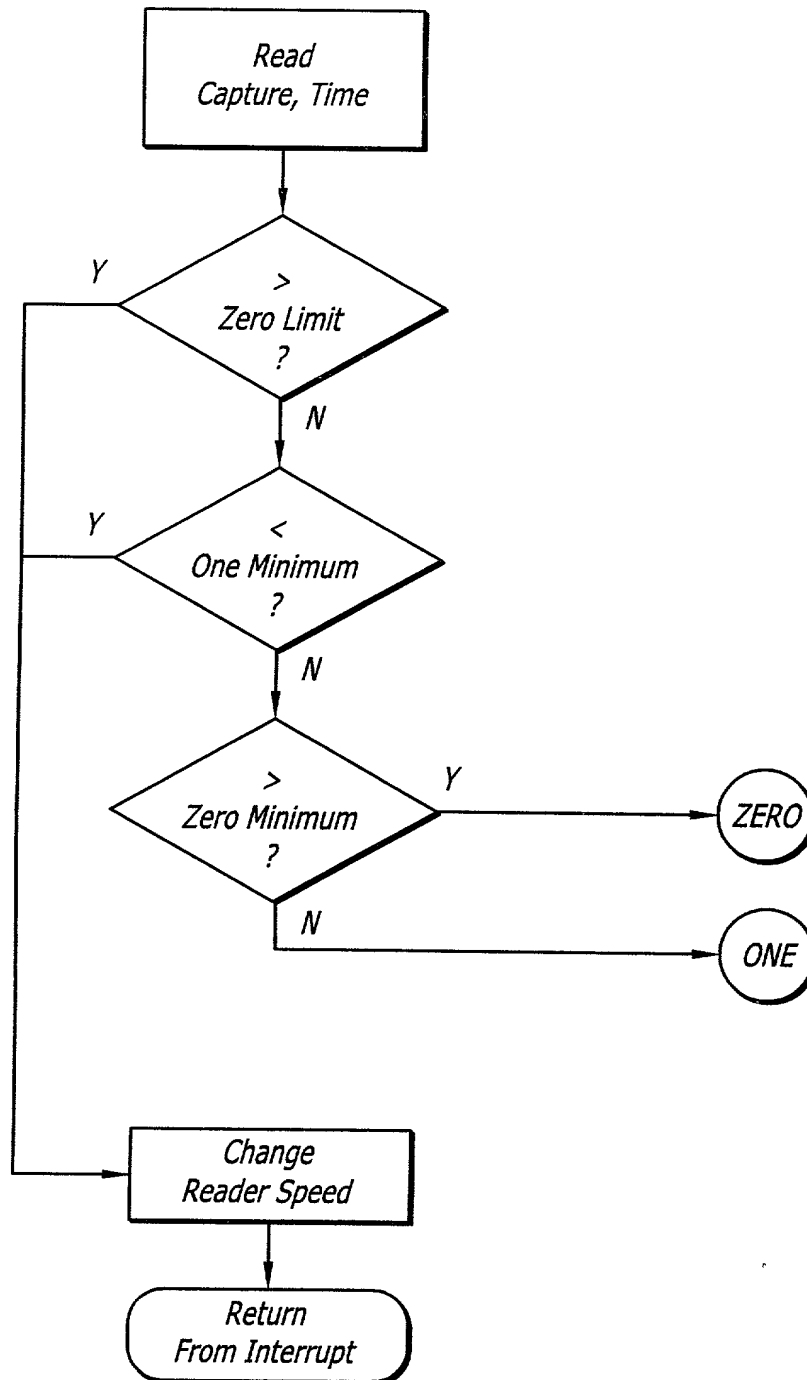 Read
Capture, Time
Y
>
Zero Limit
?
N
Y
<
One Minimum
?
N
>
Zero Minimum
?
Y
ZERO
N
ONE
Change
Reader Speed
Return
From Interrupt